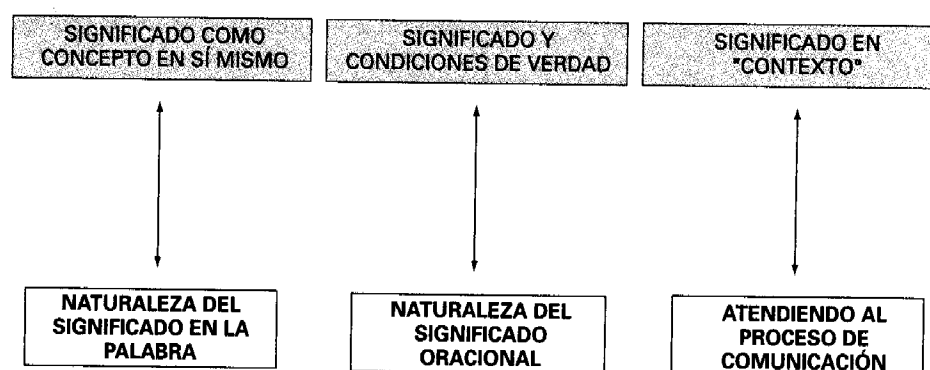 SIGNIFICADO COMO
CONCEPTO EN SÍ MISMO
SIGNIFICADO Y
CONDICIONES DE VERDAD
SIGNIFICADO EN
"CONTEXTO"
NATURALEZA DEL
SIGNIFICADO EN LA
PALABRA
NATURALEZA DEL
SIGNIFICADO
ORACIONAL
ATENDIENDO AL
PROCESO DE
COMUNICACIÓN